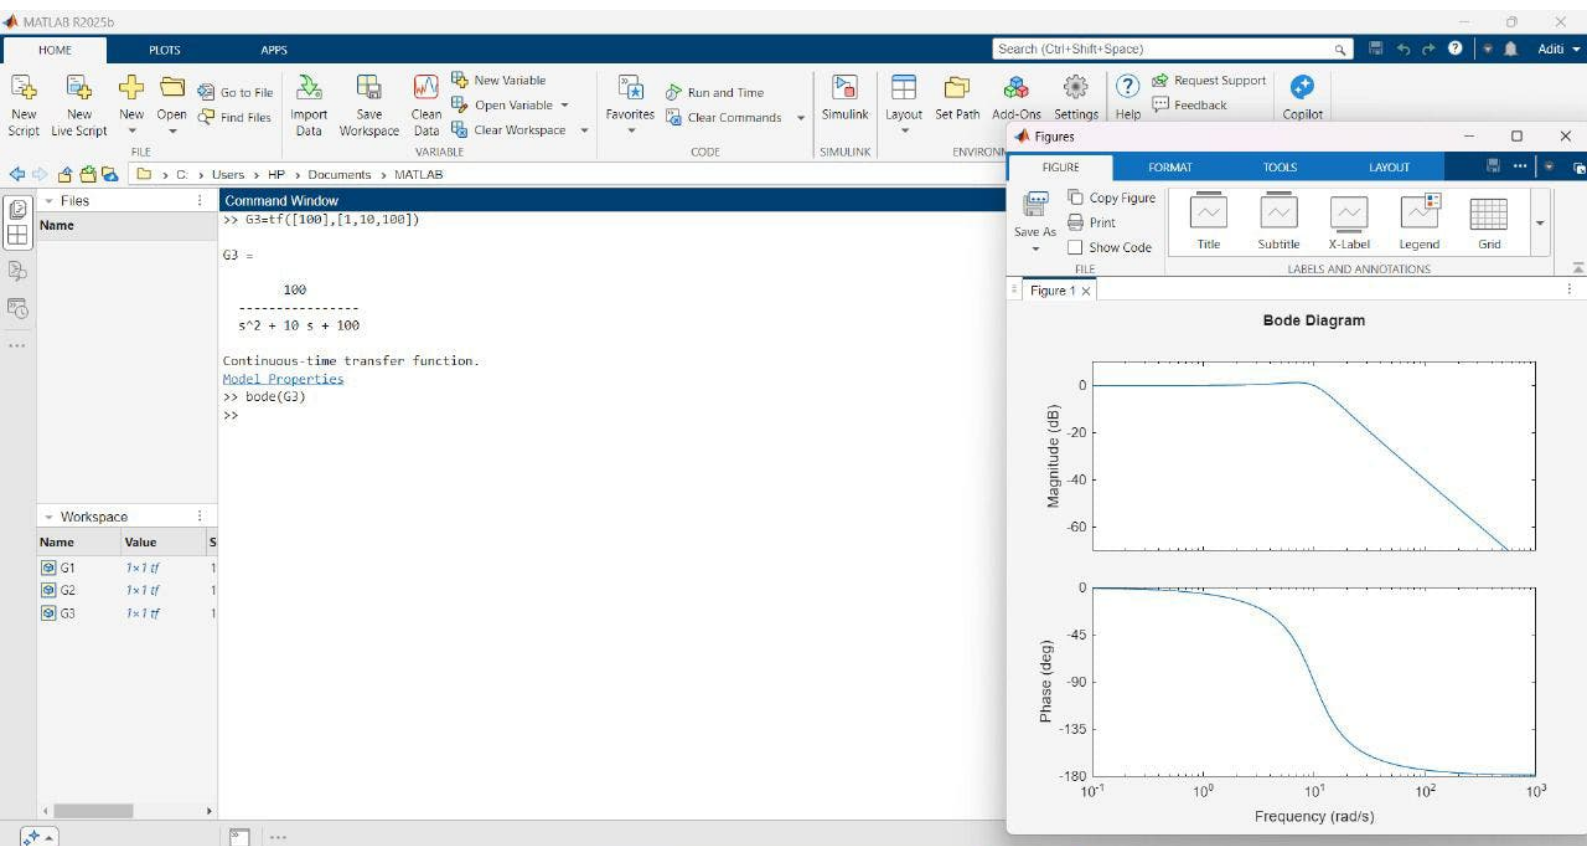 MATLAB R2025b
HOME PLOTS APPS
Search (Ctrl+Shift+Space)
Aditi
New Script
New Live Script
New
Open
Go to File
Find Files
FILE
Import Data
Save Workspace
Clean Data
New Variable
Open Variable
Clear Workspace
VARIABLE
Favorites
Run and Time
Clear Commands
CODE
Simulink
SIMULINK
Layout
Set Path
Add-Ons
Settings
ENVIRONM
Help
Request Support
Feedback
Copilot
C: › Users › HP › Documents › MATLAB
Files
Name
Workspace
Name Value S
G1 1×1 tf 1
G2 1×1 tf 1
G3 1×1 tf 1
Command Window
>> G3=tf([100],[1,10,100])
G3 =
100
----------------
s^2 + 10 s + 100
Continuous-time transfer function.
Model Properties
>> bode(G3)
>>
Figures
FIGURE FORMAT TOOLS LAYOUT
Save As
Copy Figure
Print
Show Code
FILE
Title
Subtitle
X-Label
Legend
Grid
LABELS AND ANNOTATIONS
Figure 1
Bode Diagram
Magnitude (dB)
0
-20
-40
-60
Phase (deg)
0
-45
-90
-135
-180
10⁻¹ 10⁰ 10¹ 10² 10³
Frequency (rad/s)